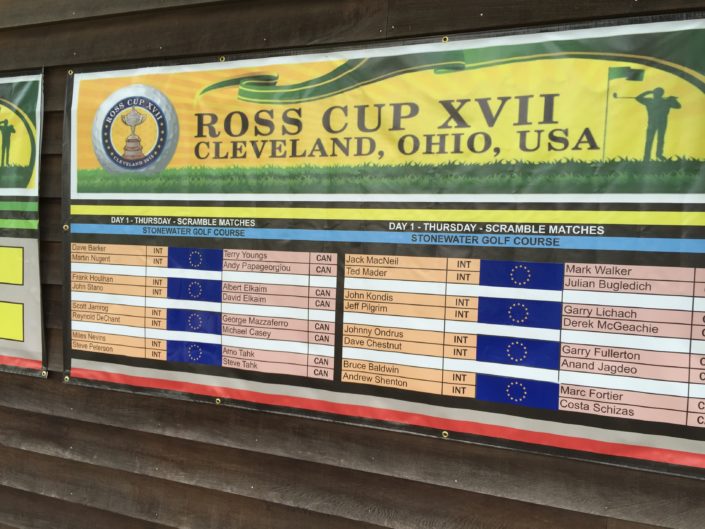 ROSS CUP XVII
CLEVELAND 2015
ROSS CUP XVII
CLEVELAND, OHIO, USA
DAY 1 - THURSDAY - SCRAMBLE MATCHES
STONEWATER GOLF COURSE
Dave Barker INT Terry Youngs CAN
Martin Nugent INT Andy Papageorgiou CAN
Frank Houlihan INT Albert Elkaim CAN
John Stano INT David Elkaim CAN
Scott Jamrog INT George Mazzaferro CAN
Reynold DeChant INT Michael Casey CAN
Miles Nevins INT Arno Tahk CAN
Steve Peterson INT Steve Tahk CAN
DAY 1 - THURSDAY - SCRAMBLE MATCHES
STONEWATER GOLF COURSE
Jack MacNeil INT Mark Walker
Ted Mader INT Julian Bugledich
John Kondis INT Garry Lichach
Jeff Pilgrim INT Derek McGeachie
Johnny Ondrus INT Garry Fullerton
Dave Chestnut INT Anand Jagdeo
Bruce Baldwin INT Marc Fortier
Andrew Shenton INT Costa Schizas